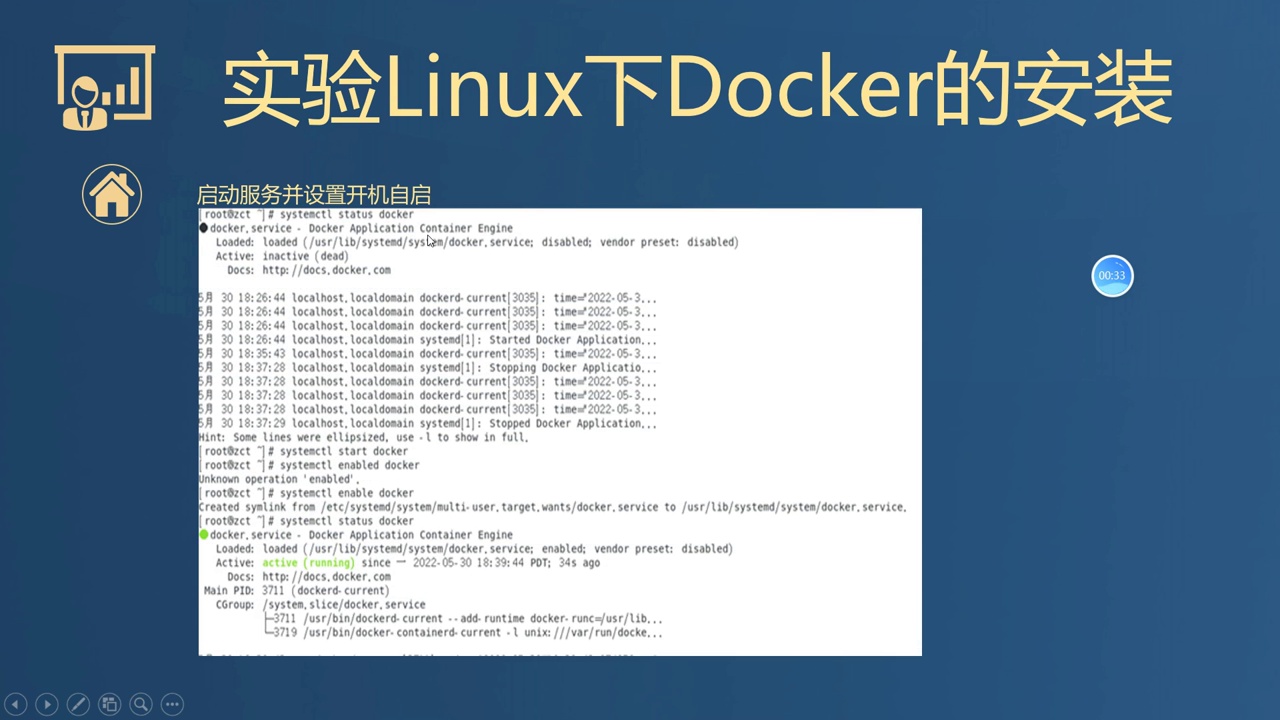 实验Linux下Docker的安装
启动服务并设置开机自启
[root@zct ~]# systemctl status docker
docker.service - Docker Application Container Engine
Loaded: loaded (/usr/lib/systemd/system/docker.service; disabled; vendor preset: disabled)
Active: inactive (dead)
Docs: http://docs.docker.com
5月 30 18:26:44 localhost.localdomain dockerd-current[3035]: time="2022-05-3...
5月 30 18:26:44 localhost.localdomain dockerd-current[3035]: time="2022-05-3...
5月 30 18:26:44 localhost.localdomain dockerd-current[3035]: time="2022-05-3...
5月 30 18:26:44 localhost.localdomain systemd[1]: Started Docker Application...
5月 30 18:35:43 localhost.localdomain dockerd-current[3035]: time="2022-05-3...
5月 30 18:37:28 localhost.localdomain systemd[1]: Stopping Docker Applicatio...
5月 30 18:37:28 localhost.localdomain dockerd-current[3035]: time="2022-05-3...
5月 30 18:37:28 localhost.localdomain dockerd-current[3035]: time="2022-05-3...
5月 30 18:37:28 localhost.localdomain dockerd-current[3035]: time="2022-05-3...
5月 30 18:37:29 localhost.localdomain systemd[1]: Stopped Docker Application...
Hint: Some lines were ellipsized, use -l to show in full.
[root@zct ~]# systemctl start docker
[root@zct ~]# systemctl enabled docker
Unknown operation 'enabled'.
[root@zct ~]# systemctl enable docker
Created symlink from /etc/systemd/system/multi-user.target.wants/docker.service to /usr/lib/systemd/system/docker.service.
[root@zct ~]# systemctl status docker
docker.service - Docker Application Container Engine
Loaded: loaded (/usr/lib/systemd/system/docker.service; enabled; vendor preset: disabled)
Active: active (running) since 一 2022-05-30 18:39:44 PDT; 34s ago
Docs: http://docs.docker.com
Main PID: 3711 (dockerd-current)
CGroup: /system.slice/docker.service
├─3711 /usr/bin/dockerd-current --add-runtime docker-runc=/usr/lib...
└─3719 /usr/bin/docker-containerd-current -l unix:///var/run/docke...
00:33